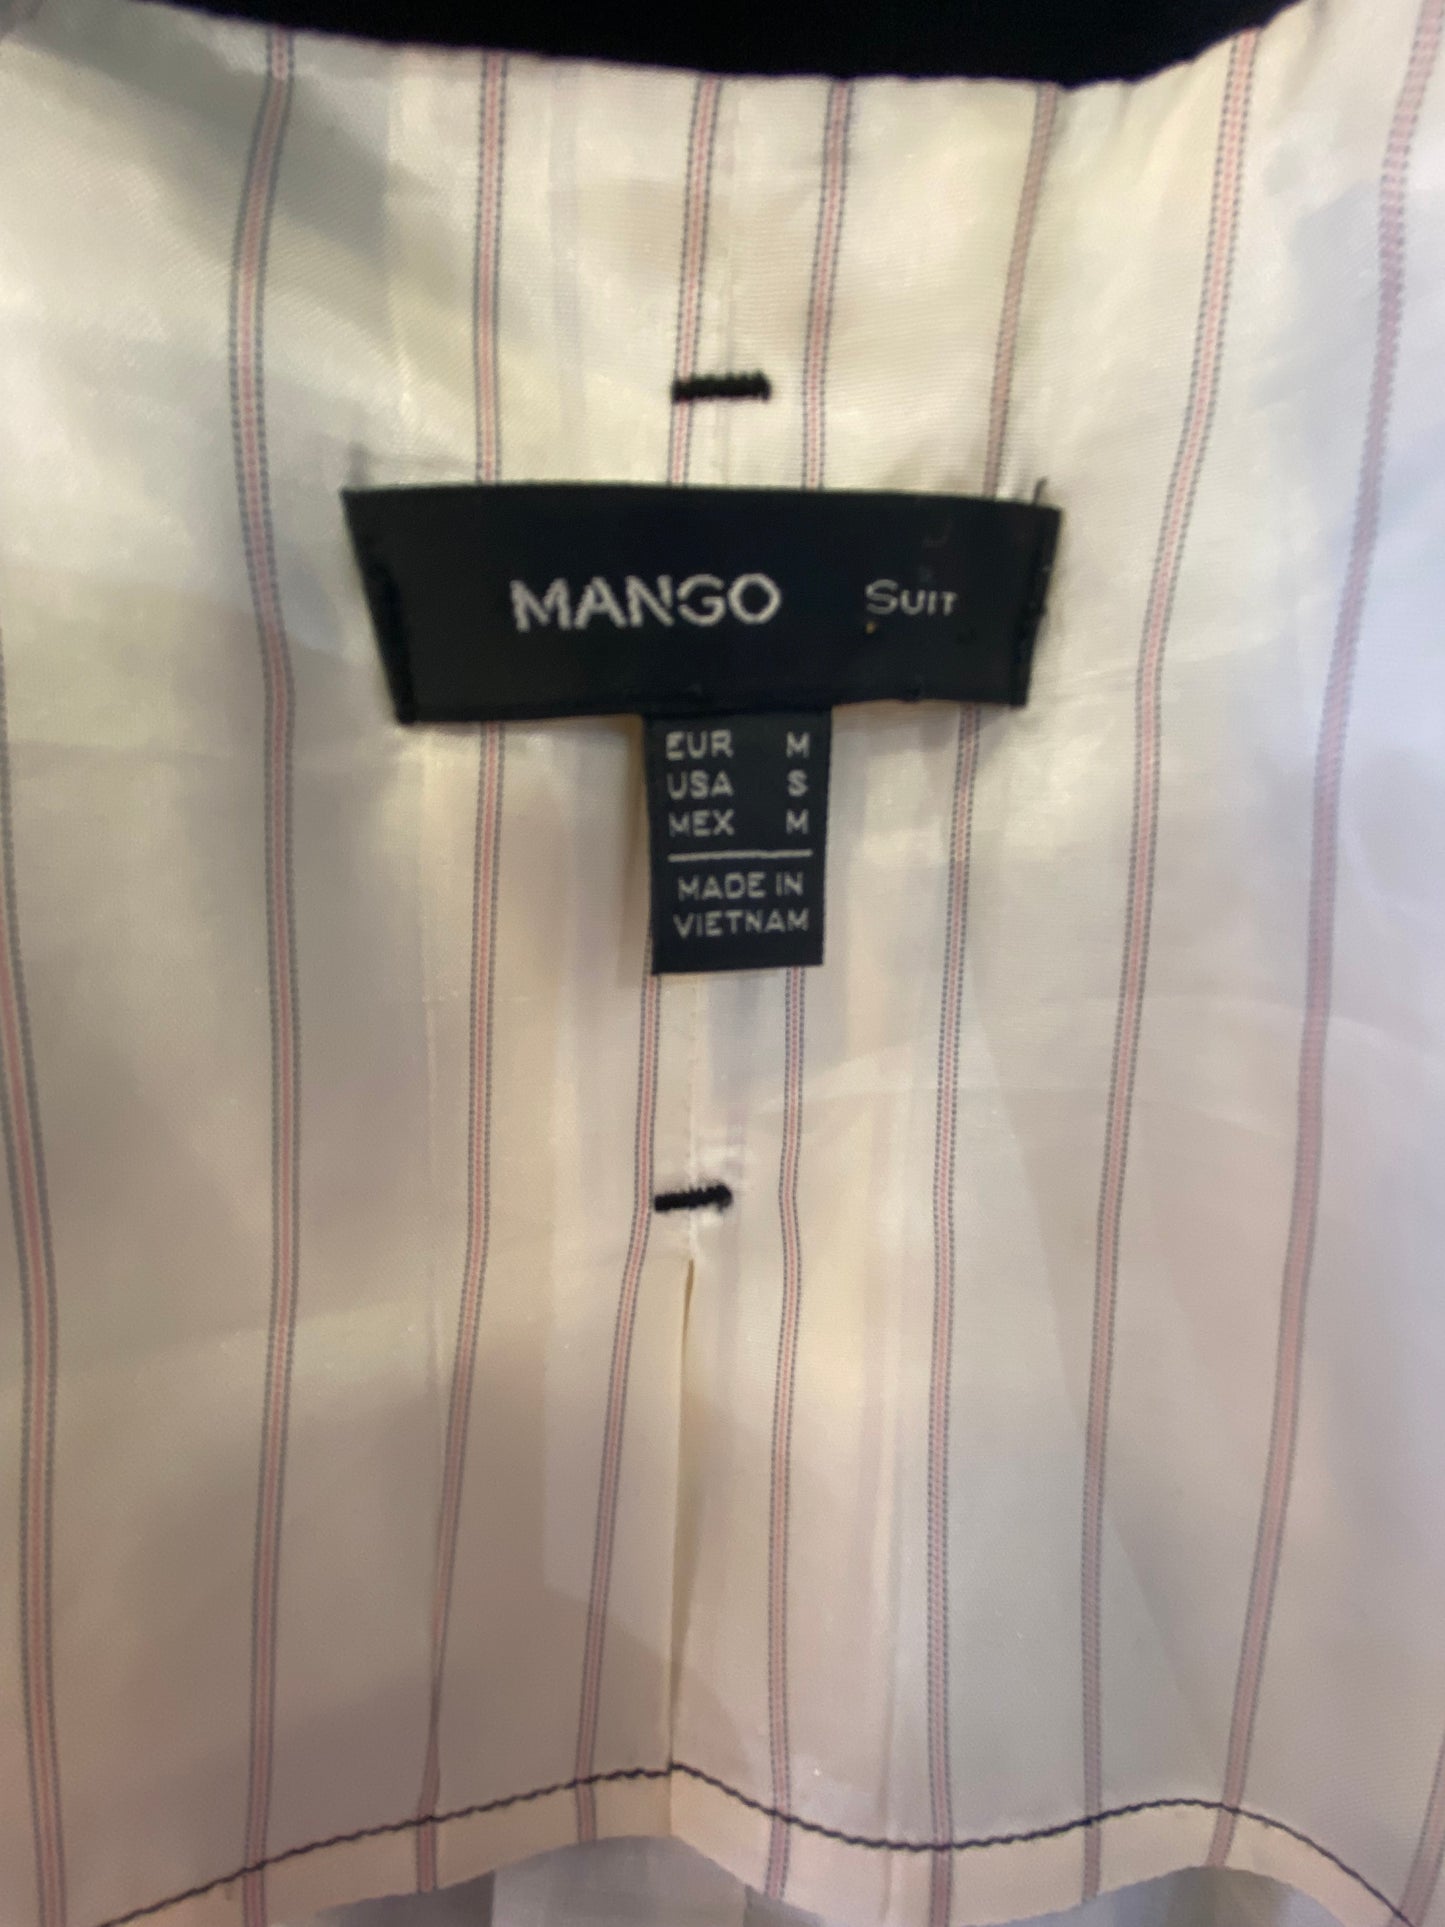 MANGO SUIT
EUR M
USA S
MEX M
MADE IN
VIETNAM